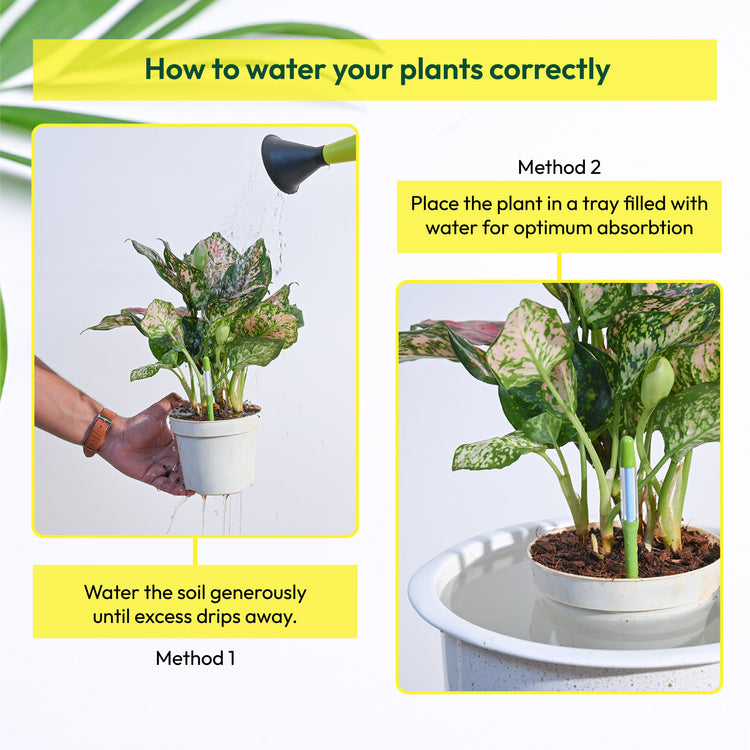 How to water your plants correctly
Water the soil generously
until excess drips away.
Method 1
Method 2
Place the plant in a tray filled with
water for optimum absorbtion